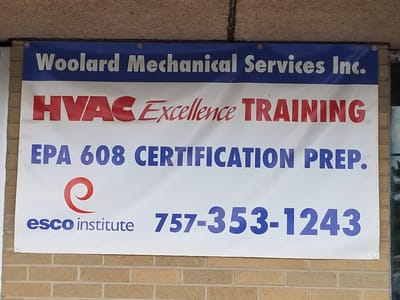 Woolard Mechanical Services Inc.
HVAC Excellence TRAINING
EPA 608 CERTIFICATION PREP.
esco institute
757-353-1243